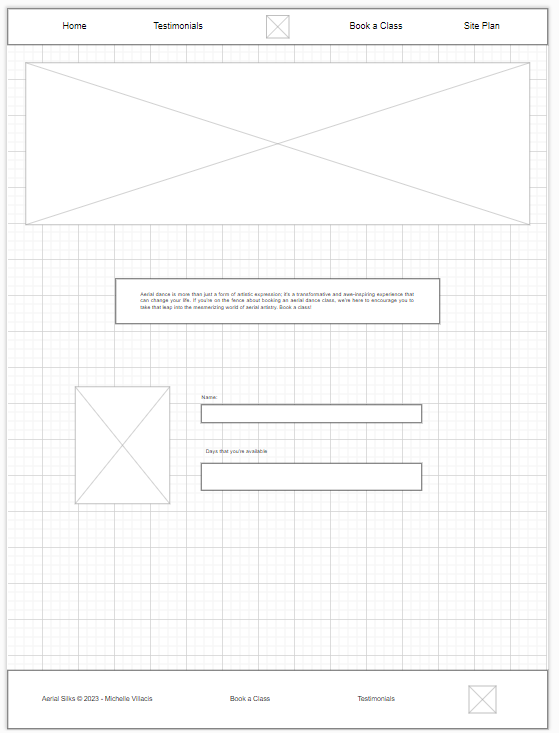 Home Testimonials Book a Class Site Plan
Aerial dance is more than just a form of artistic expression; it's a transformative and awe-inspiring experience that
can change your life. If you're on the fence about booking an aerial dance class, we're here to encourage you to
take that leap into the mesmerizing world of aerial artistry. Book a class!
Name:
Days that you're available
Aerial Silks © 2023 - Michelle Villacis Book a Class Testimonials